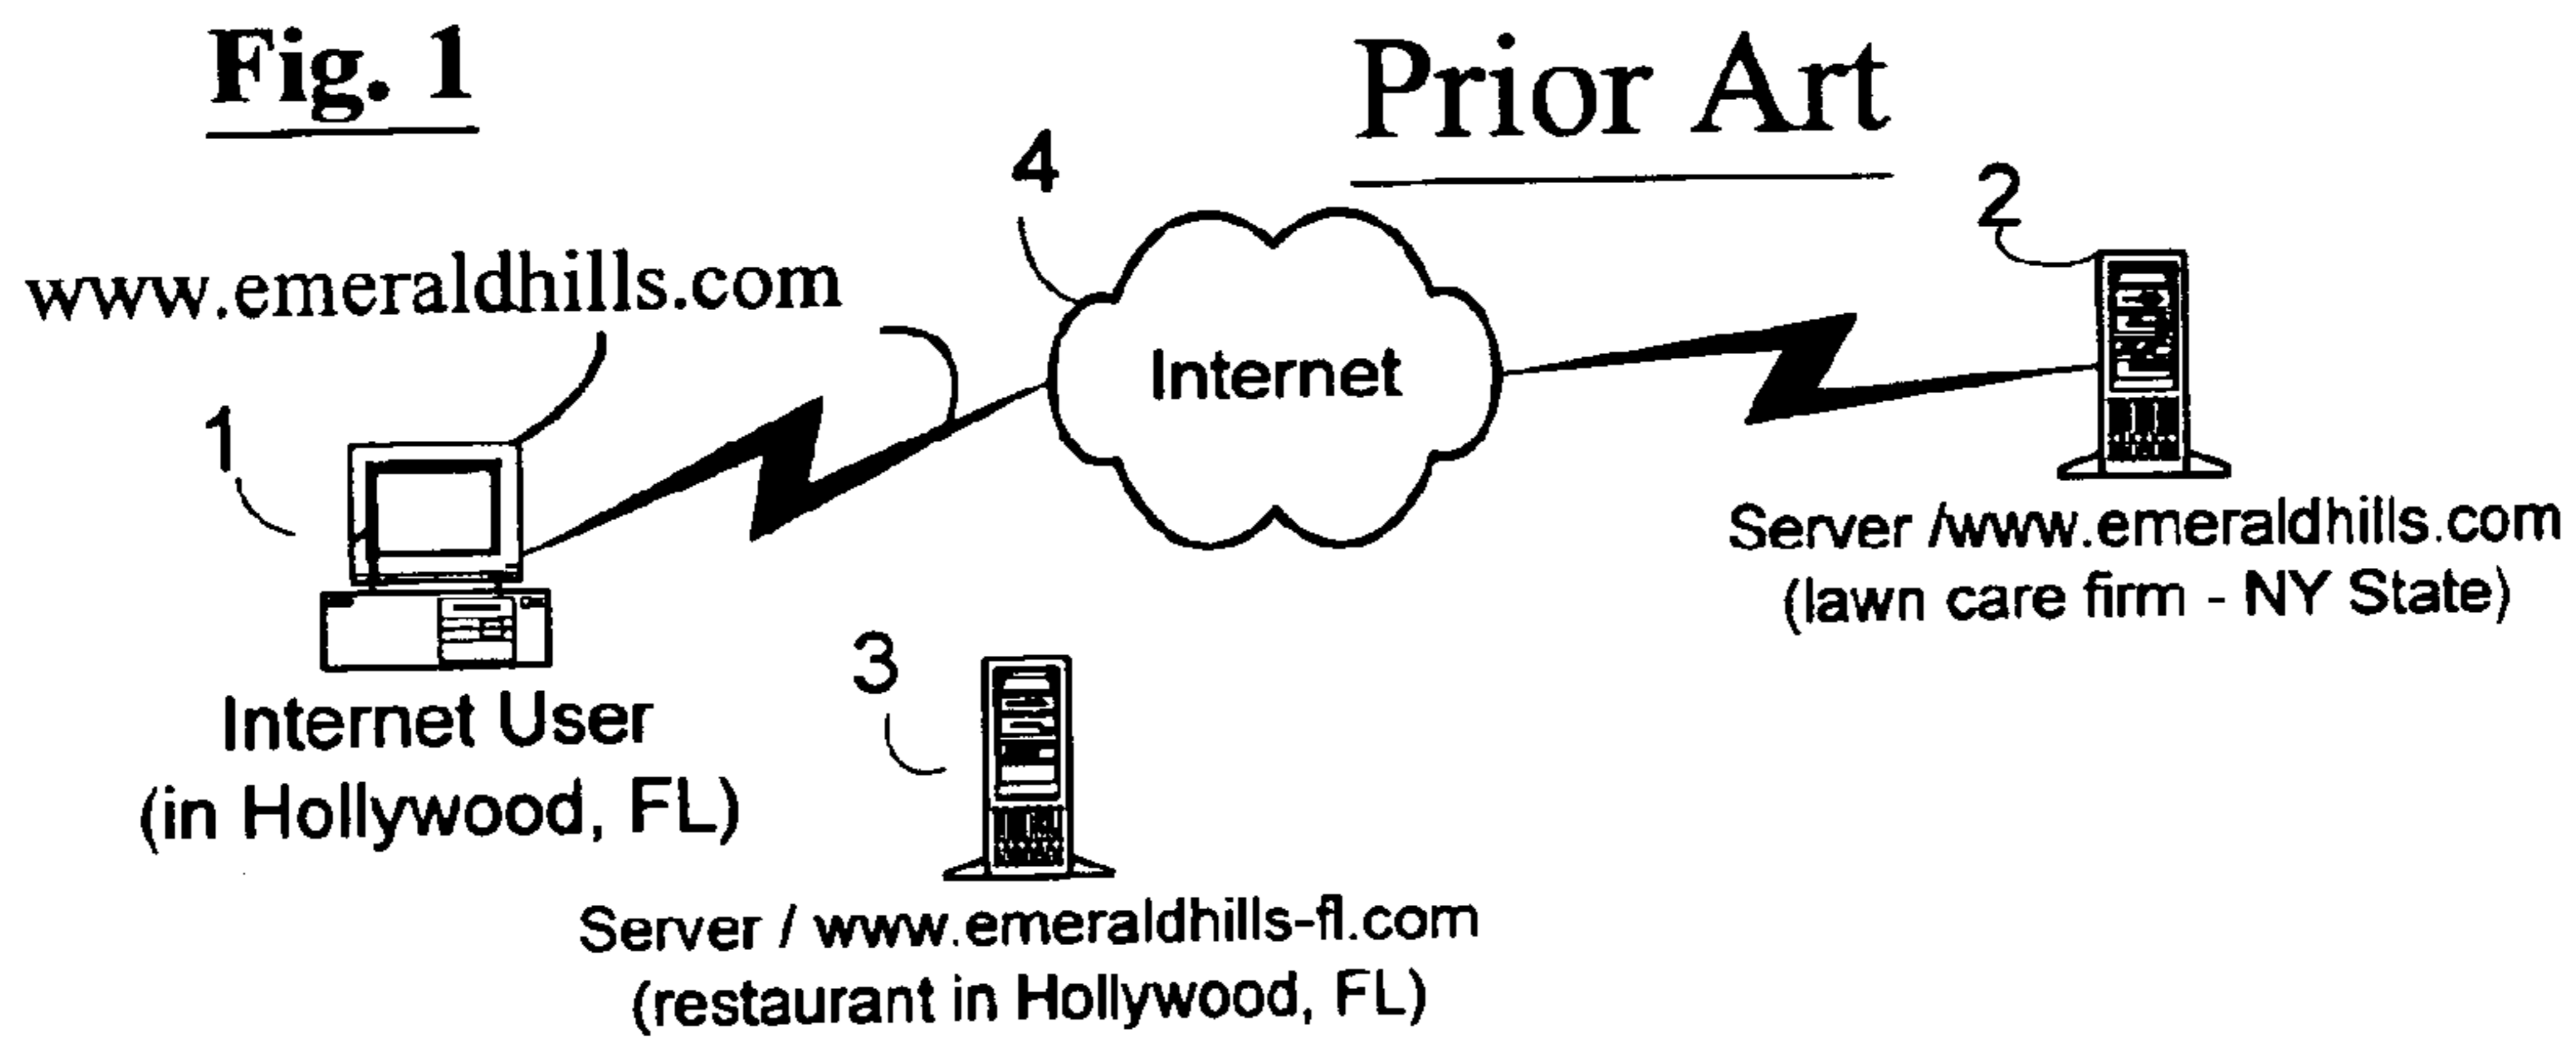 Fig. 1
Prior Art
4
2
www.emeraldhills.com
Internet
1
Server /www.emeraldhills.com
(lawn care firm - NY State)
3
Internet User
(in Hollywood, FL)
Server / www.emeraldhills-fl.com
(restaurant in Hollywood, FL)